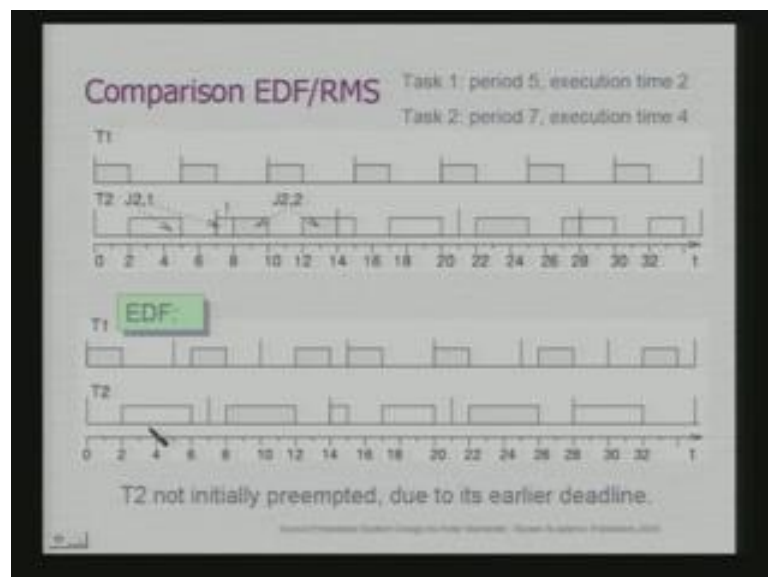 Comparison EDF/RMS
Task 1: period 5, execution time 2
Task 2: period 7, execution time 4
T1
T2 J2,1 J2,2
0 2 4 6 8 10 12 14 16 18 20 22 24 26 28 30 32 t
EDF:
T1
T2
0 2 4 6 8 10 12 14 16 18 20 22 24 26 28 30 32 t
T2 not initially preempted, due to its earlier deadline.